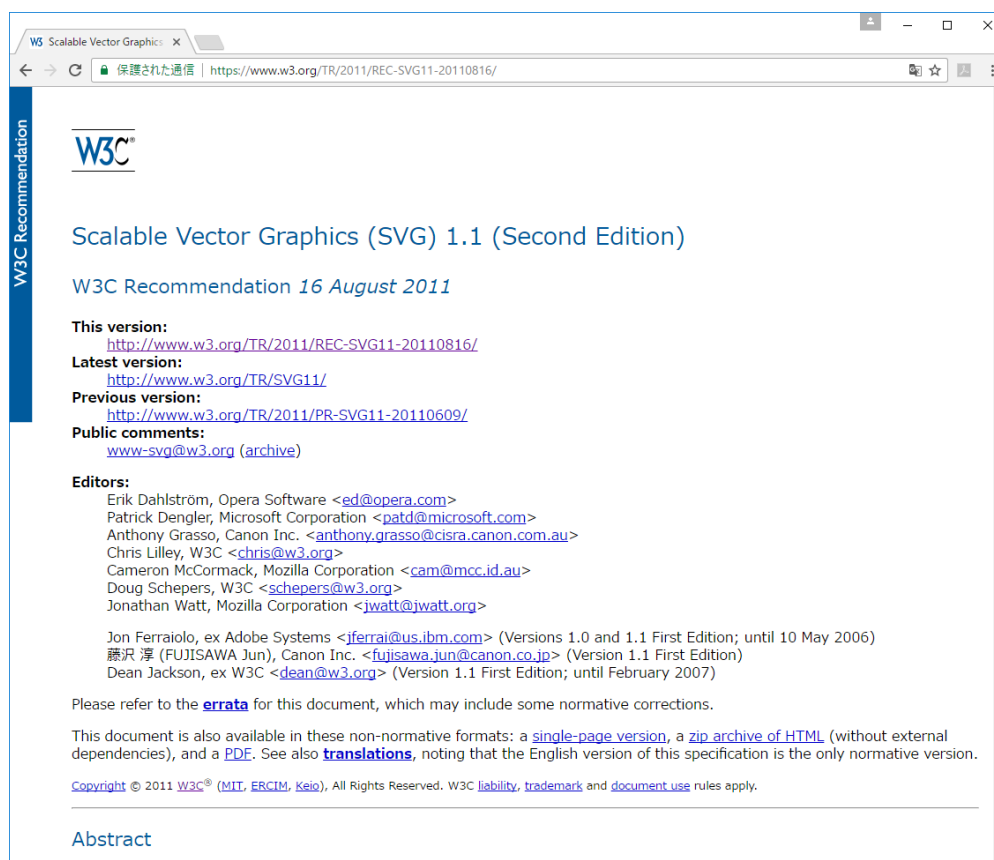 W3 Scalable Vector Graphics
保護された通信 | https://www.w3.org/TR/2011/REC-SVG11-20110816/
W3C Recommendation
W3C®
Scalable Vector Graphics (SVG) 1.1 (Second Edition)
W3C Recommendation 16 August 2011
This version:
http://www.w3.org/TR/2011/REC-SVG11-20110816/
Latest version:
http://www.w3.org/TR/SVG11/
Previous version:
http://www.w3.org/TR/2011/PR-SVG11-20110609/
Public comments:
www-svg@w3.org (archive)
Editors:
Erik Dahlström, Opera Software <ed@opera.com>
Patrick Dengler, Microsoft Corporation <patd@microsoft.com>
Anthony Grasso, Canon Inc. <anthony.grasso@cisra.canon.com.au>
Chris Lilley, W3C <chris@w3.org>
Cameron McCormack, Mozilla Corporation <cam@mcc.id.au>
Doug Schepers, W3C <schepers@w3.org>
Jonathan Watt, Mozilla Corporation <jwatt@jwatt.org>
Jon Ferraiolo, ex Adobe Systems <jferrai@us.ibm.com> (Versions 1.0 and 1.1 First Edition; until 10 May 2006)
藤沢 淳 (FUJISAWA Jun), Canon Inc. <fujisawa.jun@canon.co.jp> (Version 1.1 First Edition)
Dean Jackson, ex W3C <dean@w3.org> (Version 1.1 First Edition; until February 2007)
Please refer to the errata for this document, which may include some normative corrections.
This document is also available in these non-normative formats: a single-page version, a zip archive of HTML (without external
dependencies), and a PDF. See also translations, noting that the English version of this specification is the only normative version.
Copyright © 2011 W3C® (MIT, ERCIM, Keio), All Rights Reserved. W3C liability, trademark and document use rules apply.
Abstract